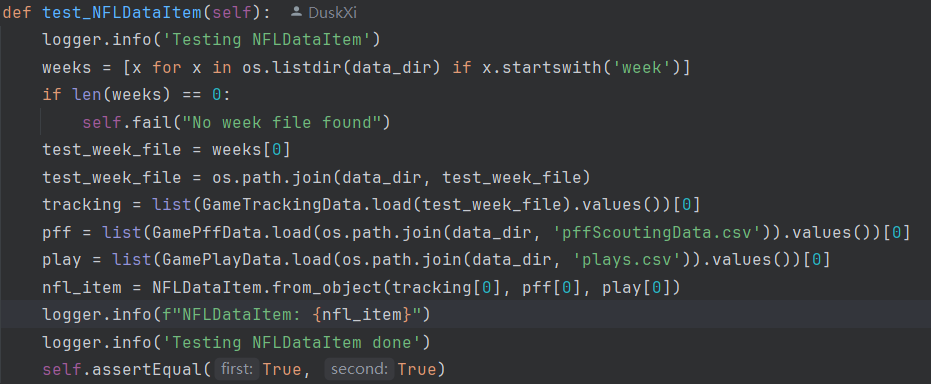 def test_NFLDataItem(self): DuskXi
    logger.info('Testing NFLDataItem')
    weeks = [x for x in os.listdir(data_dir) if x.startswith('week')]
    if len(weeks) == 0:
        self.fail("No week file found")
    test_week_file = weeks[0]
    test_week_file = os.path.join(data_dir, test_week_file)
    tracking = list(GameTrackingData.load(test_week_file).values())[0]
    pff = list(GamePffData.load(os.path.join(data_dir, 'pffScoutingData.csv')).values())[0]
    play = list(GamePlayData.load(os.path.join(data_dir, 'plays.csv')).values())[0]
    nfl_item = NFLDataItem.from_object(tracking[0], pff[0], play[0])
    logger.info(f"NFLDataItem: {nfl_item}")
    logger.info('Testing NFLDataItem done')
    self.assertEqual( first: True, second: True)